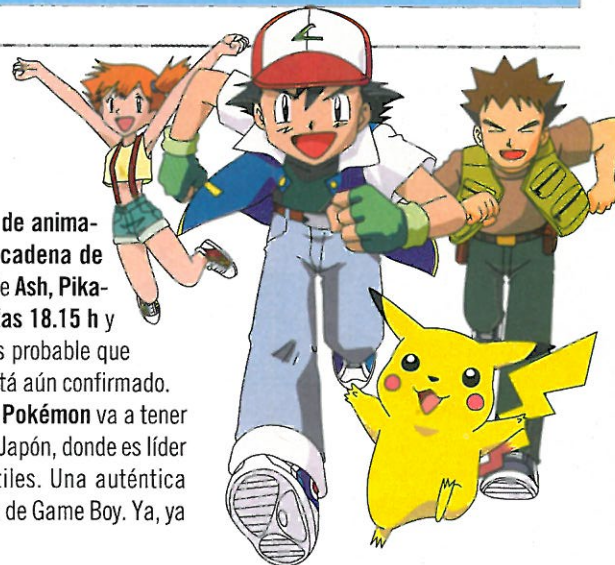 de anima-
cadena de
e Ash, Pika-
as 18.15 h y
s probable que
tá aún confirmado.
Pokémon va a tener
Japón, donde es líder
tiles. Una auténtica
de Game Boy. Ya, ya